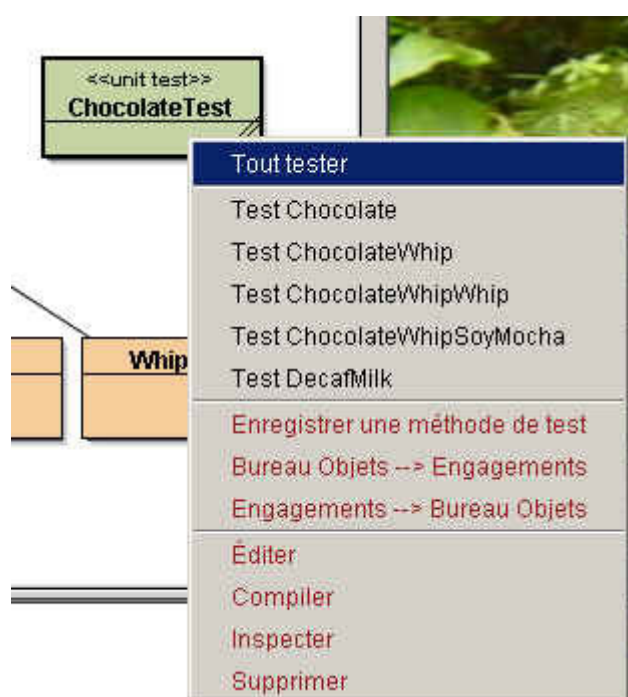 <<unit test>>
ChocolateTest
Tout tester
Test Chocolate
Test ChocolateWhip
Test ChocolateWhipWhip
Test ChocolateWhipSoyMocha
Test DecafMilk
Whip
Enregistrer une méthode de test
Bureau Objets --> Engagements
Engagements --> Bureau Objets
Éditer
Compiler
Inspecter
Supprimer